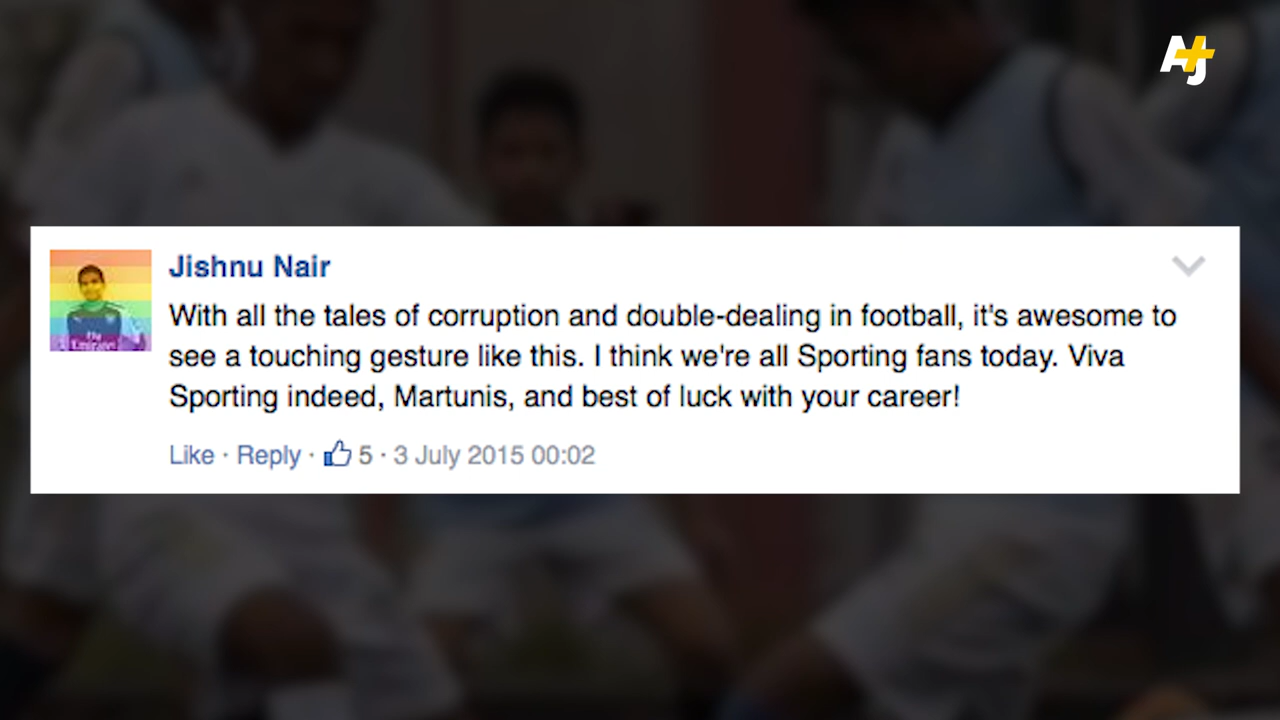 AJ+
Jishnu Nair
With all the tales of corruption and double-dealing in football, it's awesome to
see a touching gesture like this. I think we're all Sporting fans today. Viva
Sporting indeed, Martunis, and best of luck with your career!
Like · Reply · 5 · 3 July 2015 00:02
Fly
Emirates